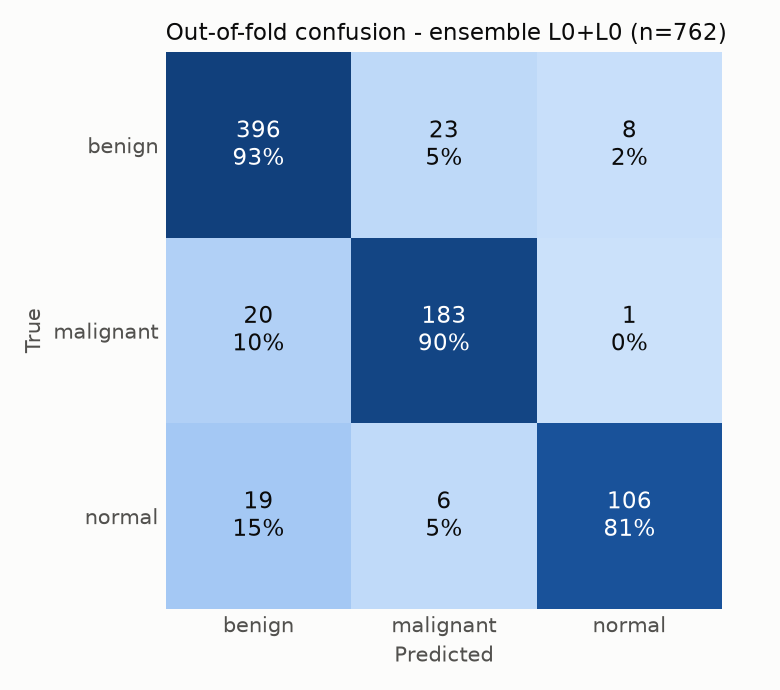 Out-of-fold confusion - ensemble L0+L0 (n=762)
benign
396
93%
23
5%
8
2%
malignant
20
10%
183
90%
1
0%
normal
19
15%
6
5%
106
81%
True
benign
malignant
normal
Predicted